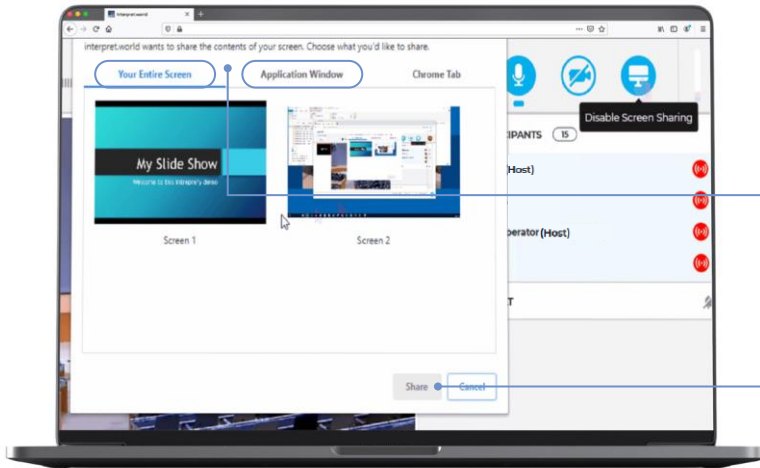 interpret.world
interpret.world wants to share the contents of your screen. Choose what you'd like to share.
Your Entire Screen
Application Window
Chrome Tab
My Slide Show
Screen 1
Screen 2
Share
Cancel
Disable Screen Sharing
IPANTS 15
(Host)
perator (Host)
T